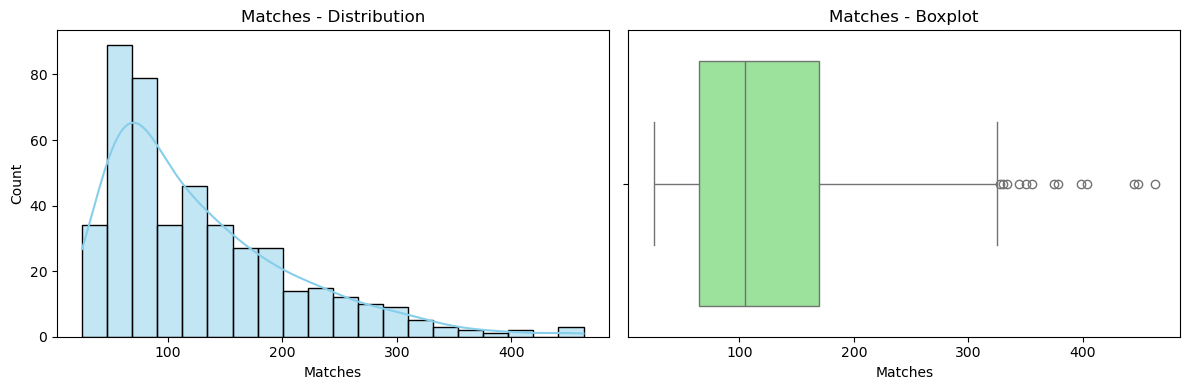 Matches - Distribution
80
60
40
20
0
Count
100 200 300 400
Matches
Matches - Boxplot
100 200 300 400
Matches